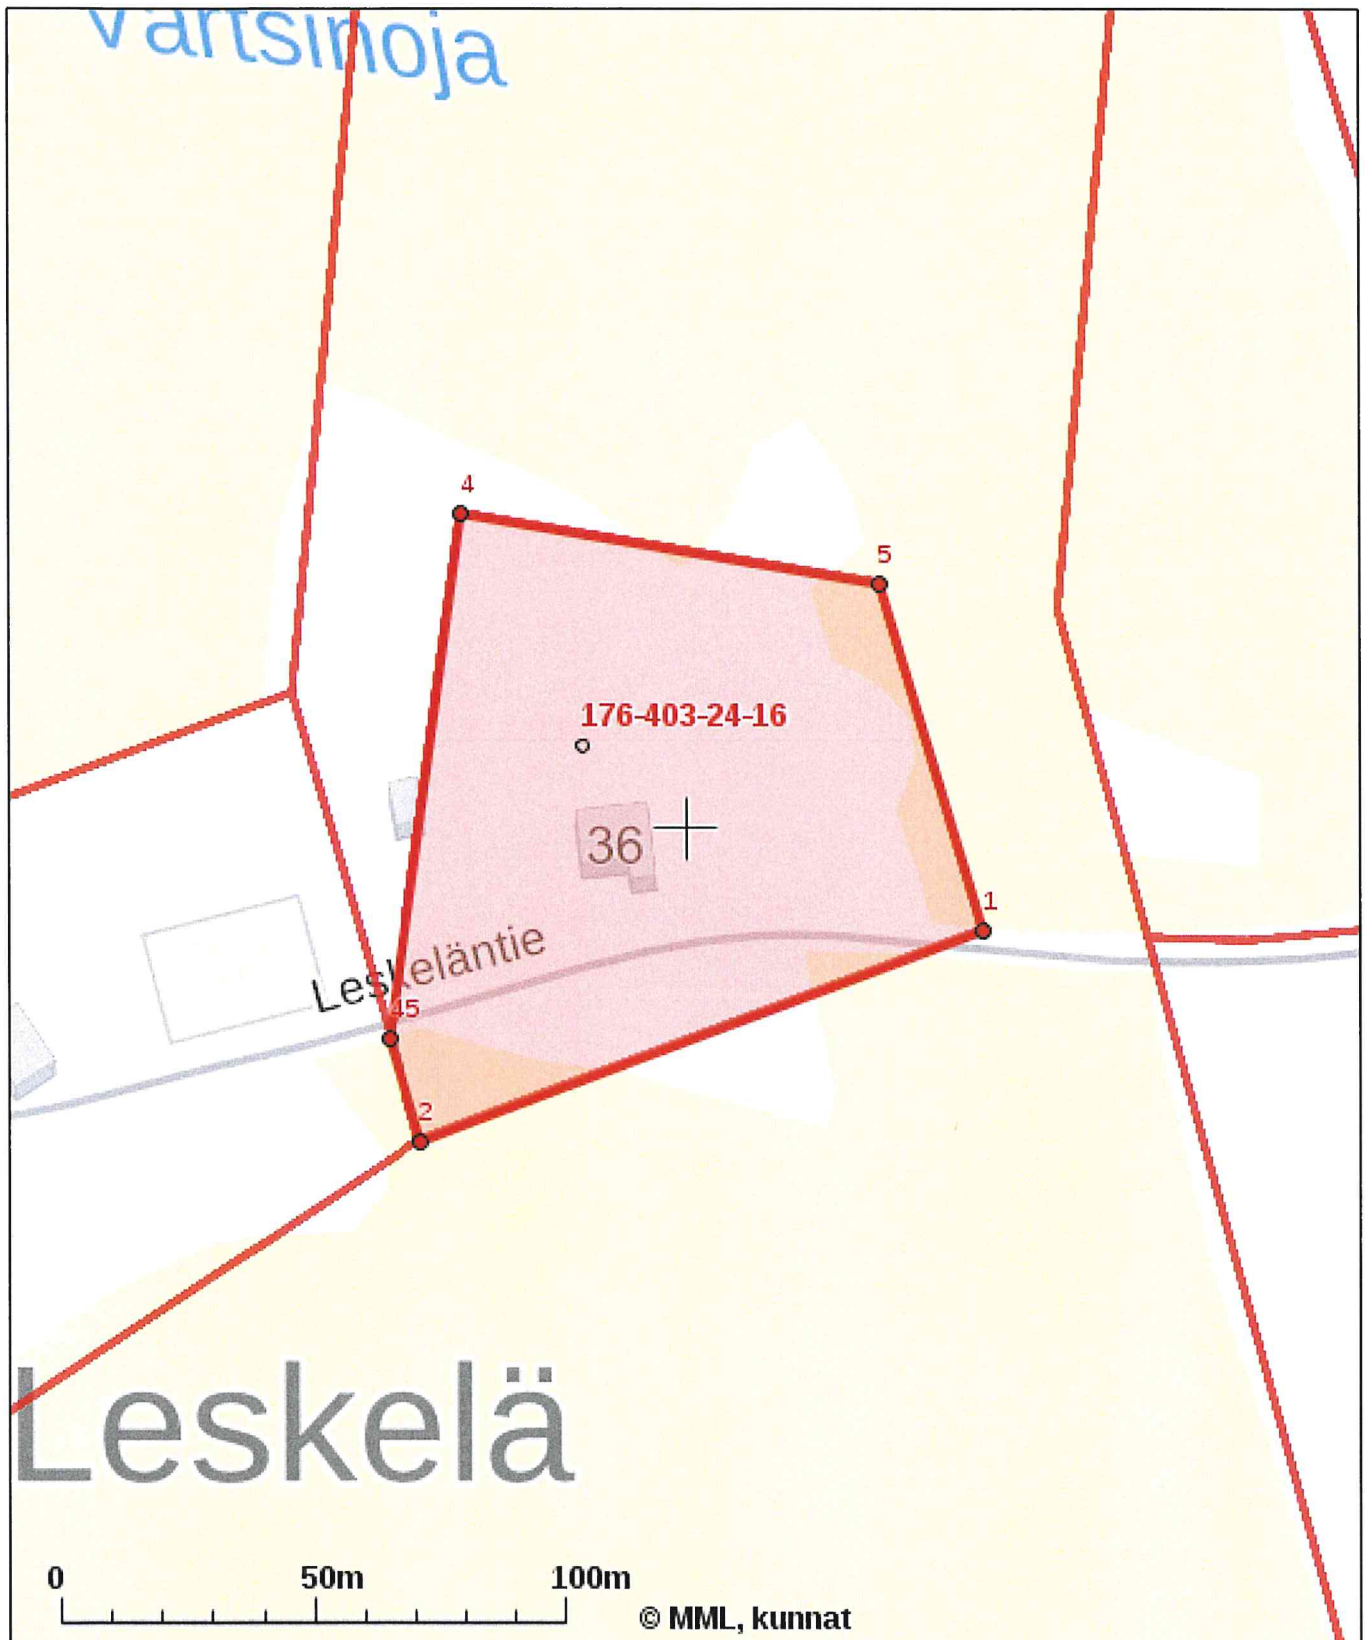 Vartsinoja
4
5
176-403-24-16
36
1
Leskeläntie
45
2
Leskelä
0 50m 100m
© MML, kunnat